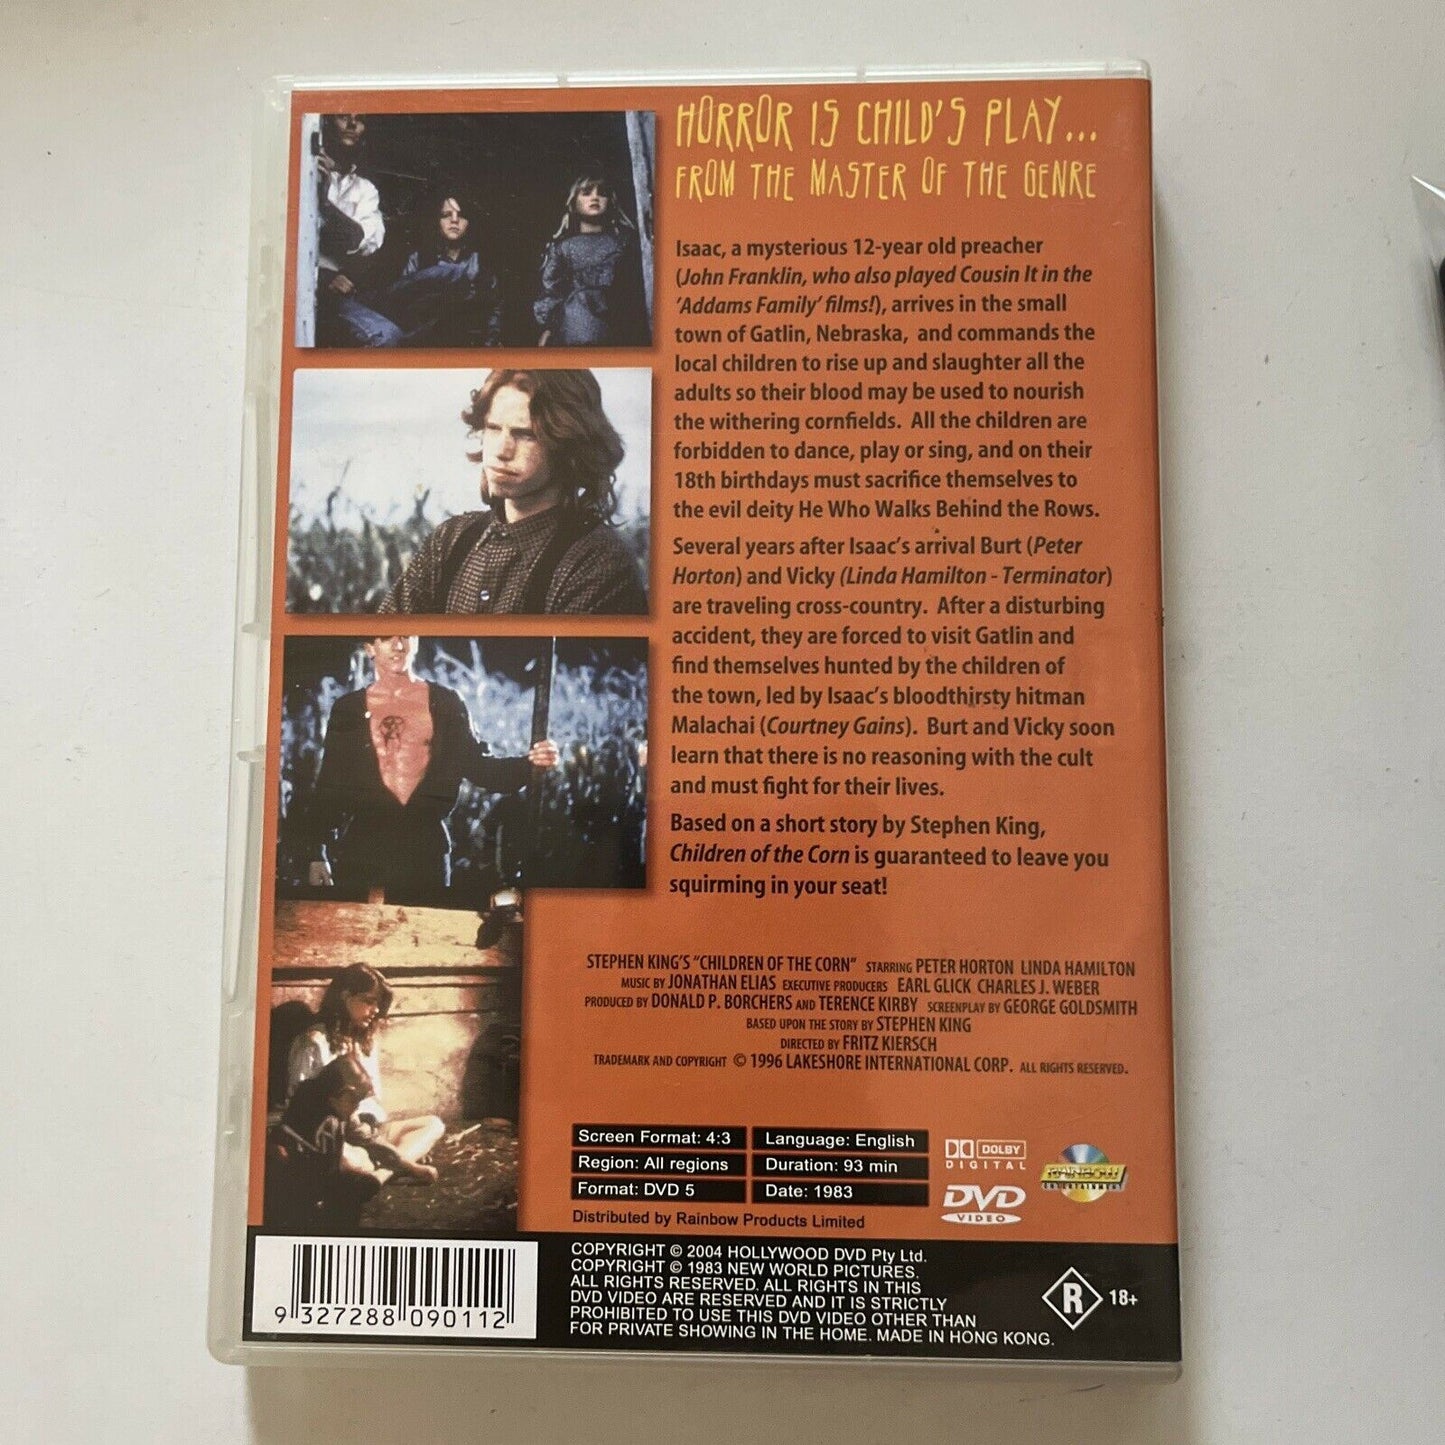 HORROR IS CHILD'S PLAY...
FROM THE MASTER OF THE GENRE
Isaac, a mysterious 12-year old preacher
(John Franklin, who also played Cousin It in the
'Addams Family' films!), arrives in the small
town of Gatlin, Nebraska, and commands the
local children to rise up and slaughter all the
adults so their blood may be used to nourish
the withering cornfields. All the children are
forbidden to dance, play or sing, and on their
18th birthdays must sacrifice themselves to
the evil deity He Who Walks Behind the Rows.
Several years after Isaac's arrival Burt (Peter
Horton) and Vicky (Linda Hamilton - Terminator)
are traveling cross-country. After a disturbing
accident, they are forced to visit Gatlin and
find themselves hunted by the children of
the town, led by Isaac's bloodthirsty hitman
Malachai (Courtney Gains). Burt and Vicky soon
learn that there is no reasoning with the cult
and must fight for their lives.
Based on a short story by Stephen King,
Children of the Corn is guaranteed to leave you
squirming in your seat!
STEPHEN KING'S "CHILDREN OF THE CORN" STARRING PETER HORTON LINDA HAMILTON
MUSIC BY JONATHAN ELIAS EXECUTIVE PRODUCERS EARL GLICK CHARLES J. WEBER
PRODUCED BY DONALD P. BORCHERS AND TERENCE KIRBY SCREENPLAY BY GEORGE GOLDSMITH
BASED UPON THE STORY BY STEPHEN KING
DIRECTED BY FRITZ KIERSCH
TRADEMARK AND COPYRIGHT © 1996 LAKESHORE INTERNATIONAL CORP. ALL RIGHTS RESERVED.
Screen Format: 4:3 Language: English
Region: All regions Duration: 93 min
Format: DVD 5 Date: 1983
Distributed by Rainbow Products Limited
DOLBY
DIGITAL
DVD
VIDEO
RAINBOW
ENTERTAINMENT
COPYRIGHT © 2004 HOLLYWOOD DVD Pty Ltd.
COPYRIGHT © 1983 NEW WORLD PICTURES.
ALL RIGHTS RESERVED. ALL RIGHTS IN THIS
DVD VIDEO ARE RESERVED AND IT IS STRICTLY
PROHIBITED TO USE THIS DVD VIDEO OTHER THAN
FOR PRIVATE SHOWING IN THE HOME. MADE IN HONG KONG.
9 327288 090112
R 18+